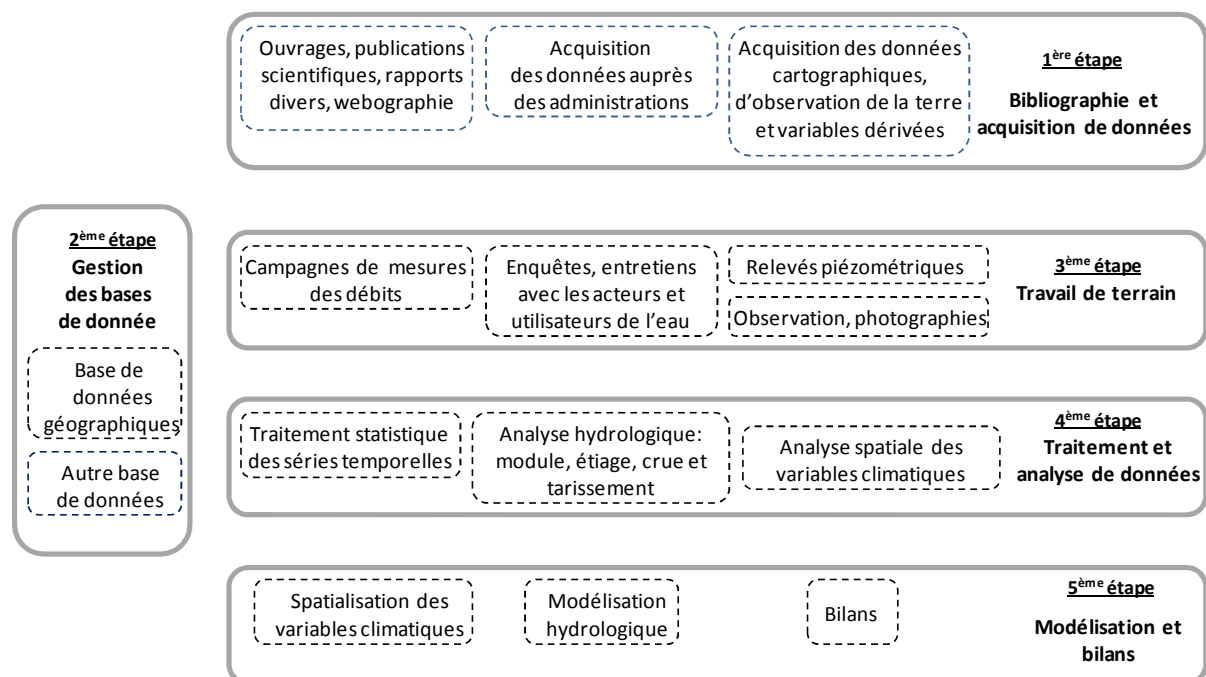 Ouvrages, publications
scientifiques, rapports
divers, webographie
Acquisition
des données auprès
des administrations
Acquisition des données
cartographiques,
d'observation de la terre
et variables dérivées
1ère étape
Bibliographie et
acquisition de données
2ème étape
Gestion
des bases
de donnée
Base de
données
géographiques
Autre base
de données
Campagnes de mesures
des débits
Enquêtes, entretiens
avec les acteurs et
utilisateurs de l'eau
Relevés piézométriques
Observation, photographies
3ème étape
Travail de terrain
Traitement statistique
des séries temporelles
Analyse hydrologique:
module, étiage, crue et
tarissement
Analyse spatiale des
variables climatiques
4ème étape
Traitement et
analyse de données
Spatialisation des
variables climatiques
Modélisation
hydrologique
Bilans
5ème étape
Modélisation et
bilans